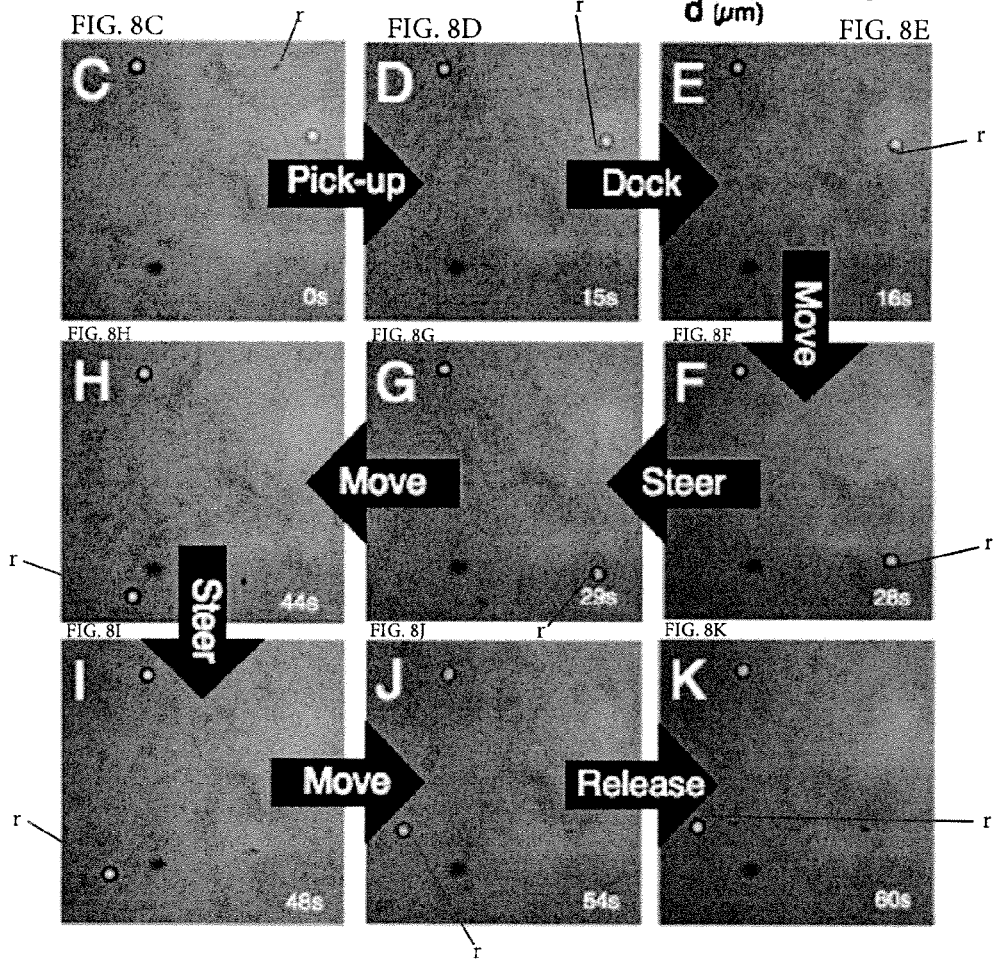 d (µm)
r
r
FIG. 8C
FIG. 8D
FIG. 8E
C
D
E
r
Pick-up
Dock
0s
15s
16s
Move
FIG. 8H
FIG. 8G
FIG. 8F
H
G
F
Move
Steer
r
r
Steer
44s
29s
28s
r
FIG. 8I
FIG. 8J
FIG. 8K
I
J
K
Move
Release
r
r
48s
54s
60s
r